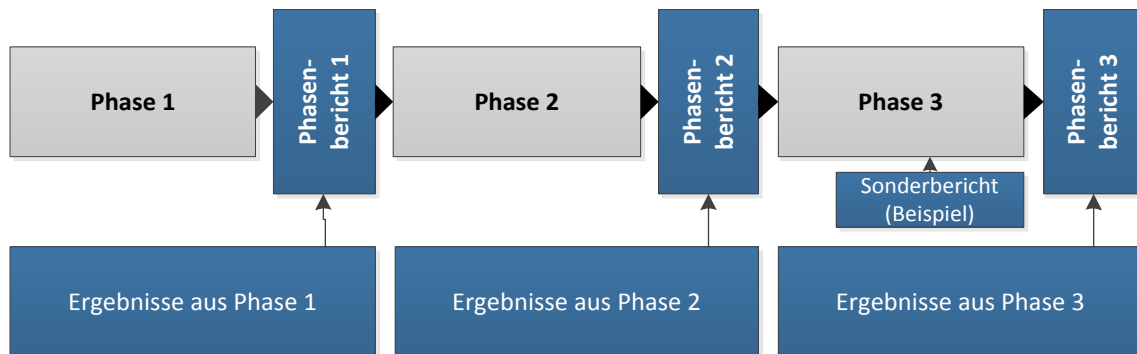 Phase 1
Phasen-
bericht 1
Phase 2
Phasen-
bericht 2
Phase 3
Phasen-
bericht 3
Sonderbericht
(Beispiel)
Ergebnisse aus Phase 1
Ergebnisse aus Phase 2
Ergebnisse aus Phase 3